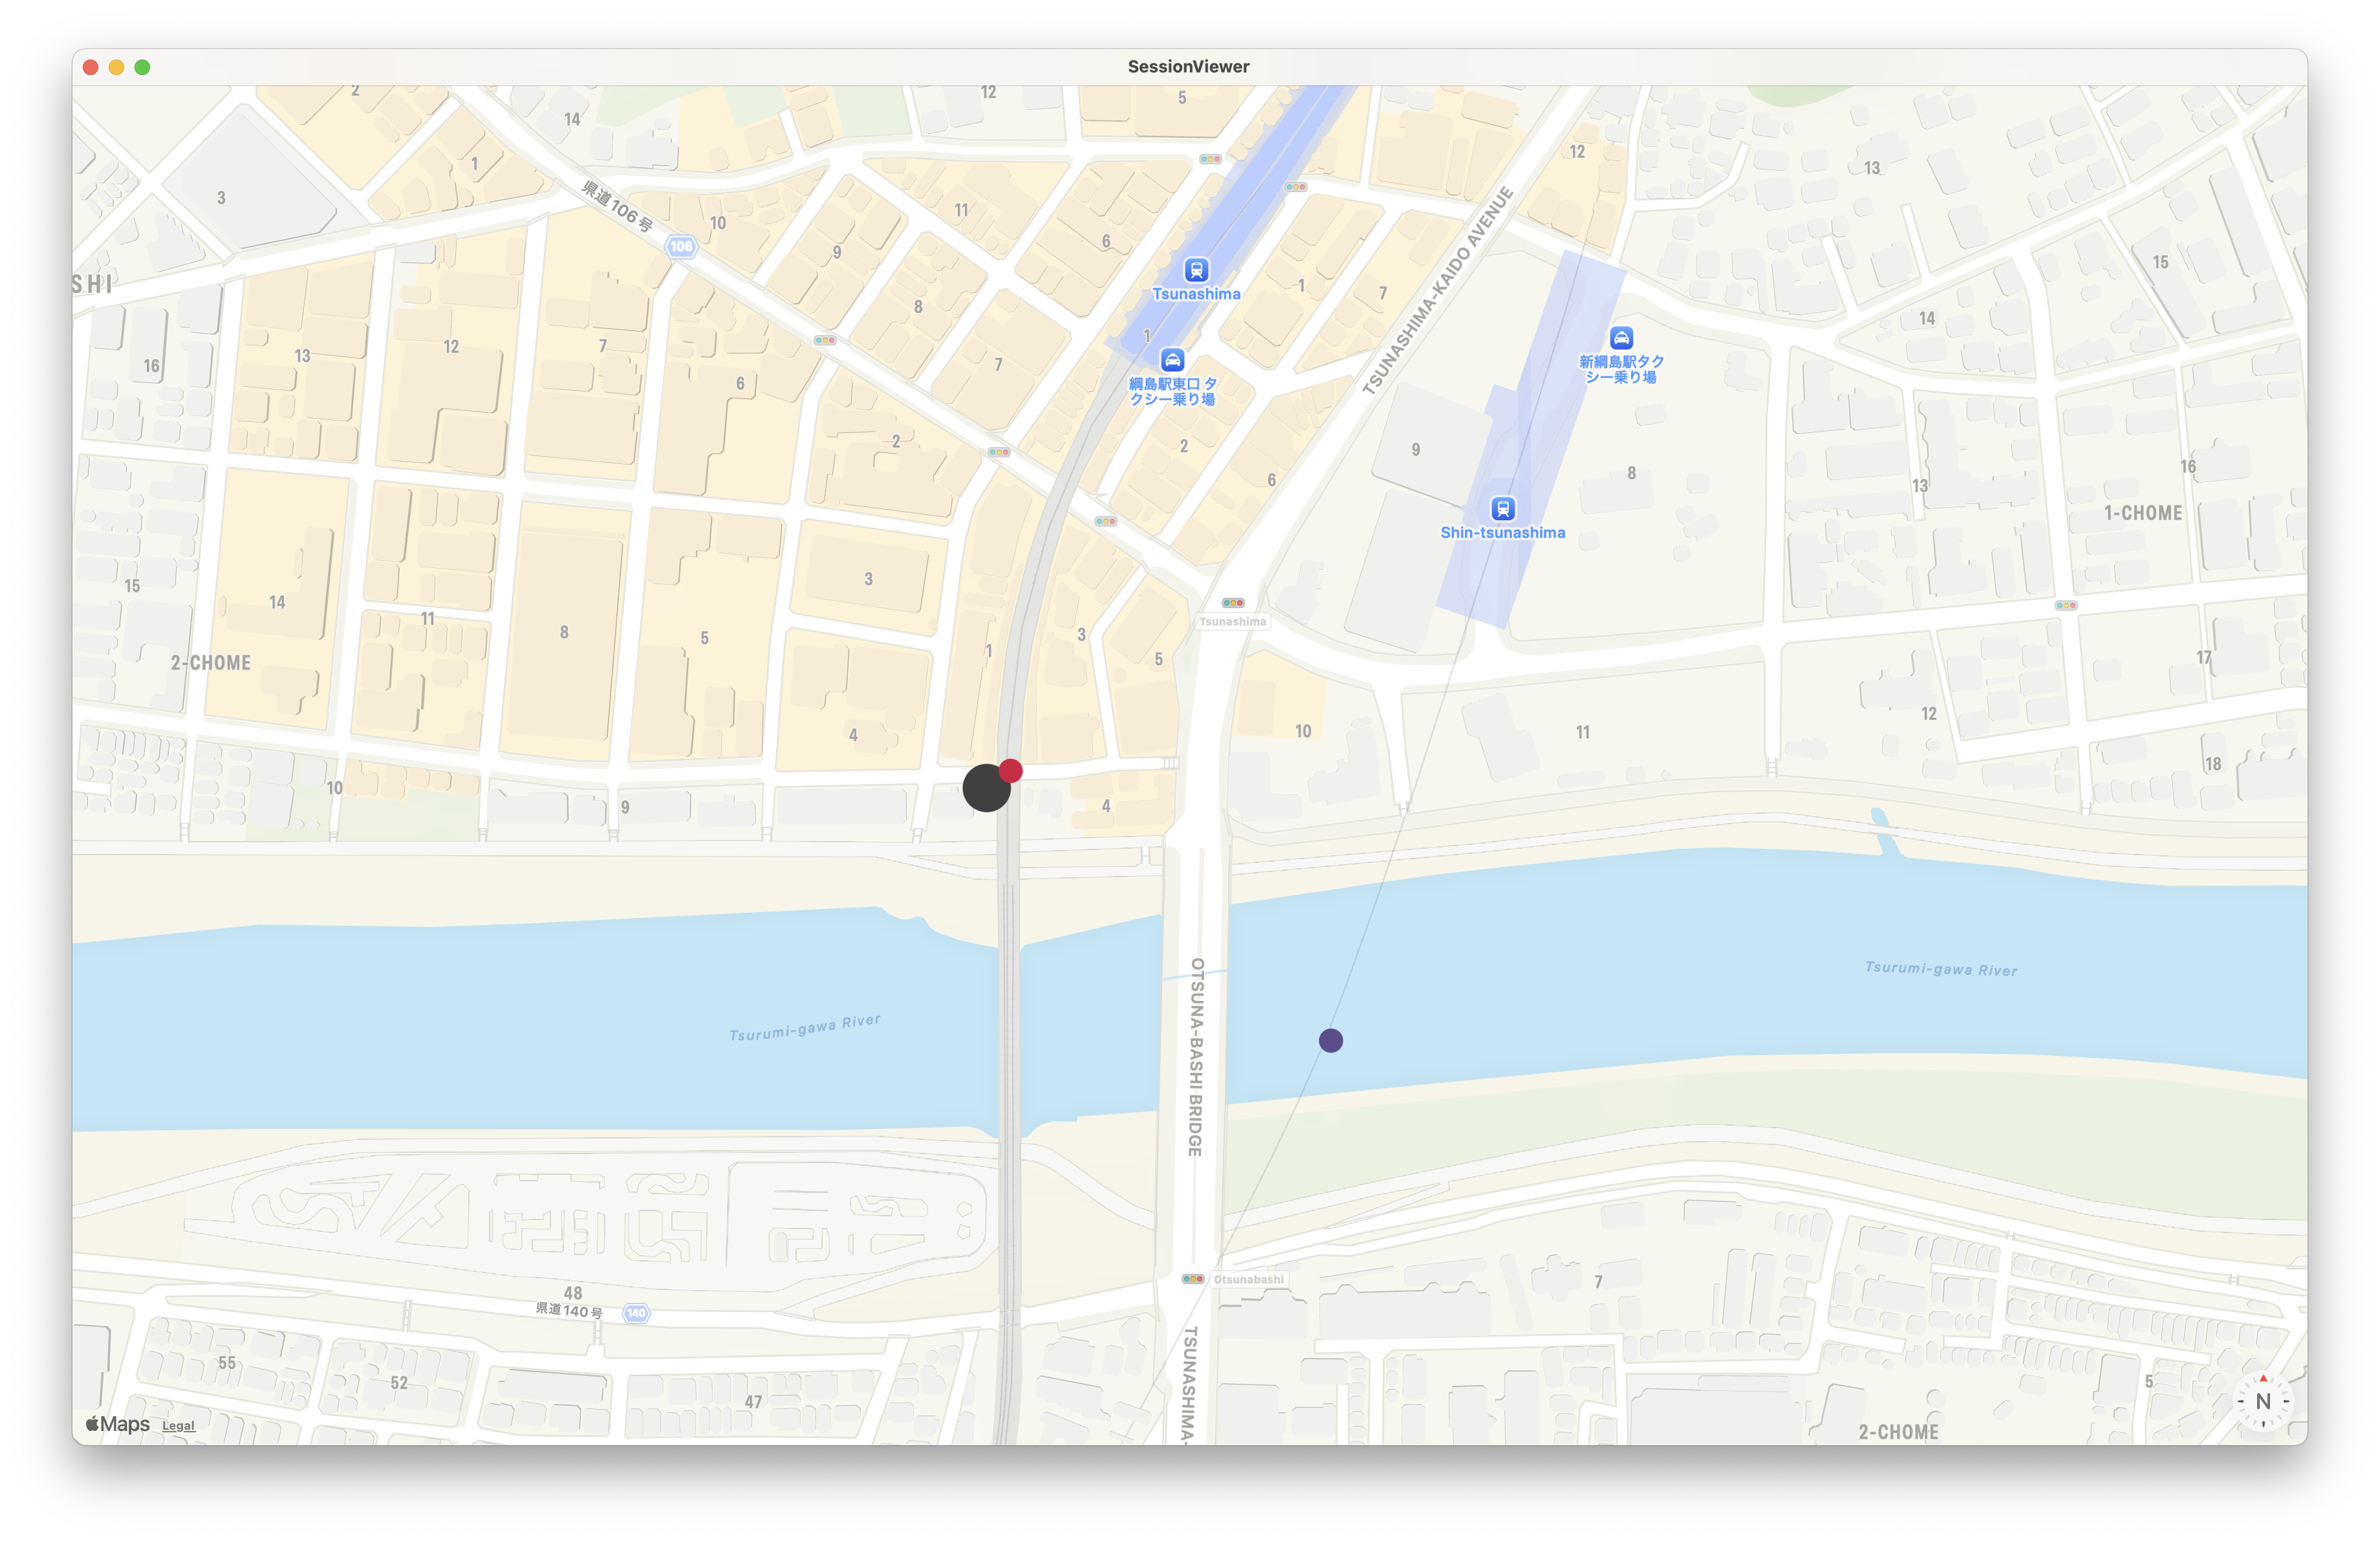 SessionViewer
2
14
12
5
12
13
1
3
県道106号
106
10
11
9
6
15
SHI
Tsunashima
1
7
TSUNASHIMA-KAIDO AVENUE
8
14
1
新綱島駅タク
シー乗り場
16
13
12
7
7
6
綱島駅東口 タ
クシー乗り場
2
2
9
6
8
16
13
1-CHOME
Shin-tsunashima
3
15
14
11
8
5
Tsunashima
3
1
5
17
2-CHOME
12
4
10
11
18
10
9
4
Tsurumi-gawa River
OTSUNA-BASHI BRIDGE
Tsurumi-gawa River
48
県道140号
140
Otsunabashi
7
55
52
47
TSUNASHIMA-
5
N
2-CHOME
Maps
Legal